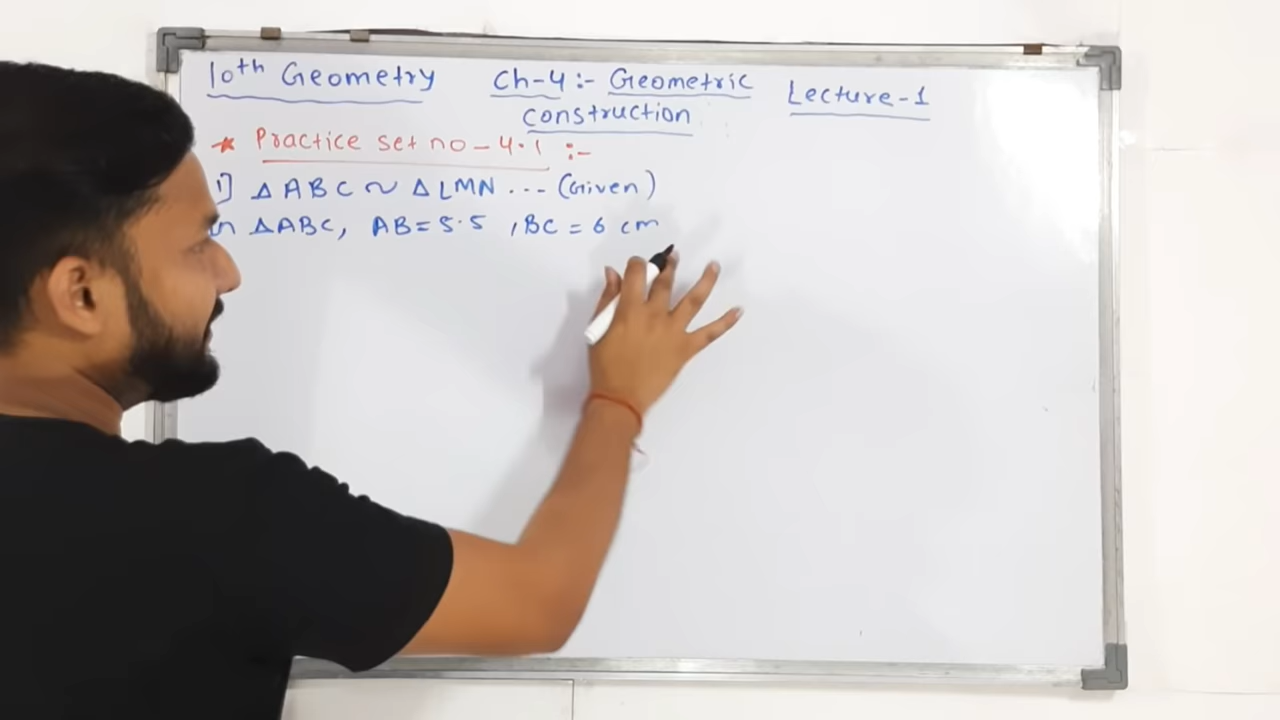 10th Geometry Ch-4:- Geometric construction Lecture-1
* Practice set no-4.1 :-
1] △ABC ~ △LMN ... (Given)
In △ABC, AB=5.5 , BC = 6 cm